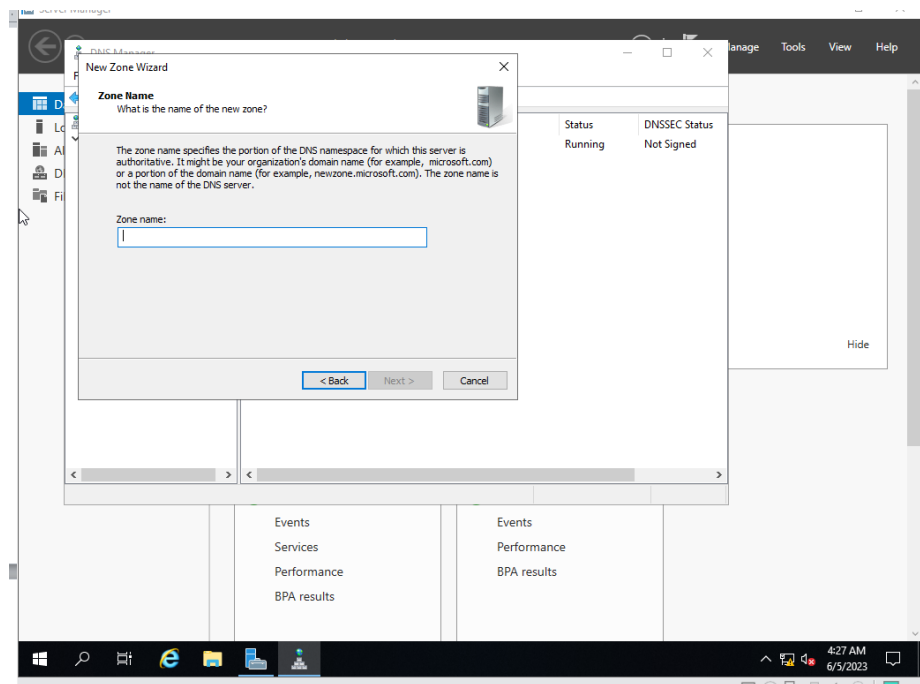 Server Manager
Manage Tools View Help
DNS Manager
New Zone Wizard
Zone Name
What is the name of the new zone?
The zone name specifies the portion of the DNS namespace for which this server is
authoritative. It might be your organization's domain name (for example, microsoft.com)
or a portion of the domain name (for example, newzone.microsoft.com). The zone name is
not the name of the DNS server.
Zone name:
< Back Next > Cancel
Status DNSSEC Status
Running Not Signed
Hide
Events Events
Services Performance
Performance BPA results
BPA results
4:27 AM
6/5/2023